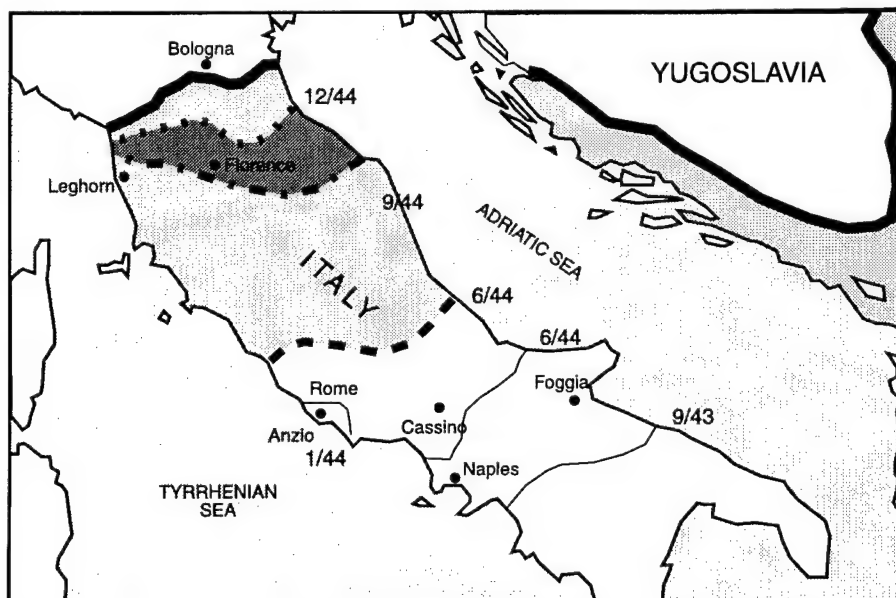 Bologna
YUGOSLAVIA
12/44
Florence
Leghorn
9/44
ADRIATIC SEA
ITALY
6/44
6/44
Rome
Foggia
Cassino
9/43
Anzio
1/44
Naples
TYRRHENIAN
SEA